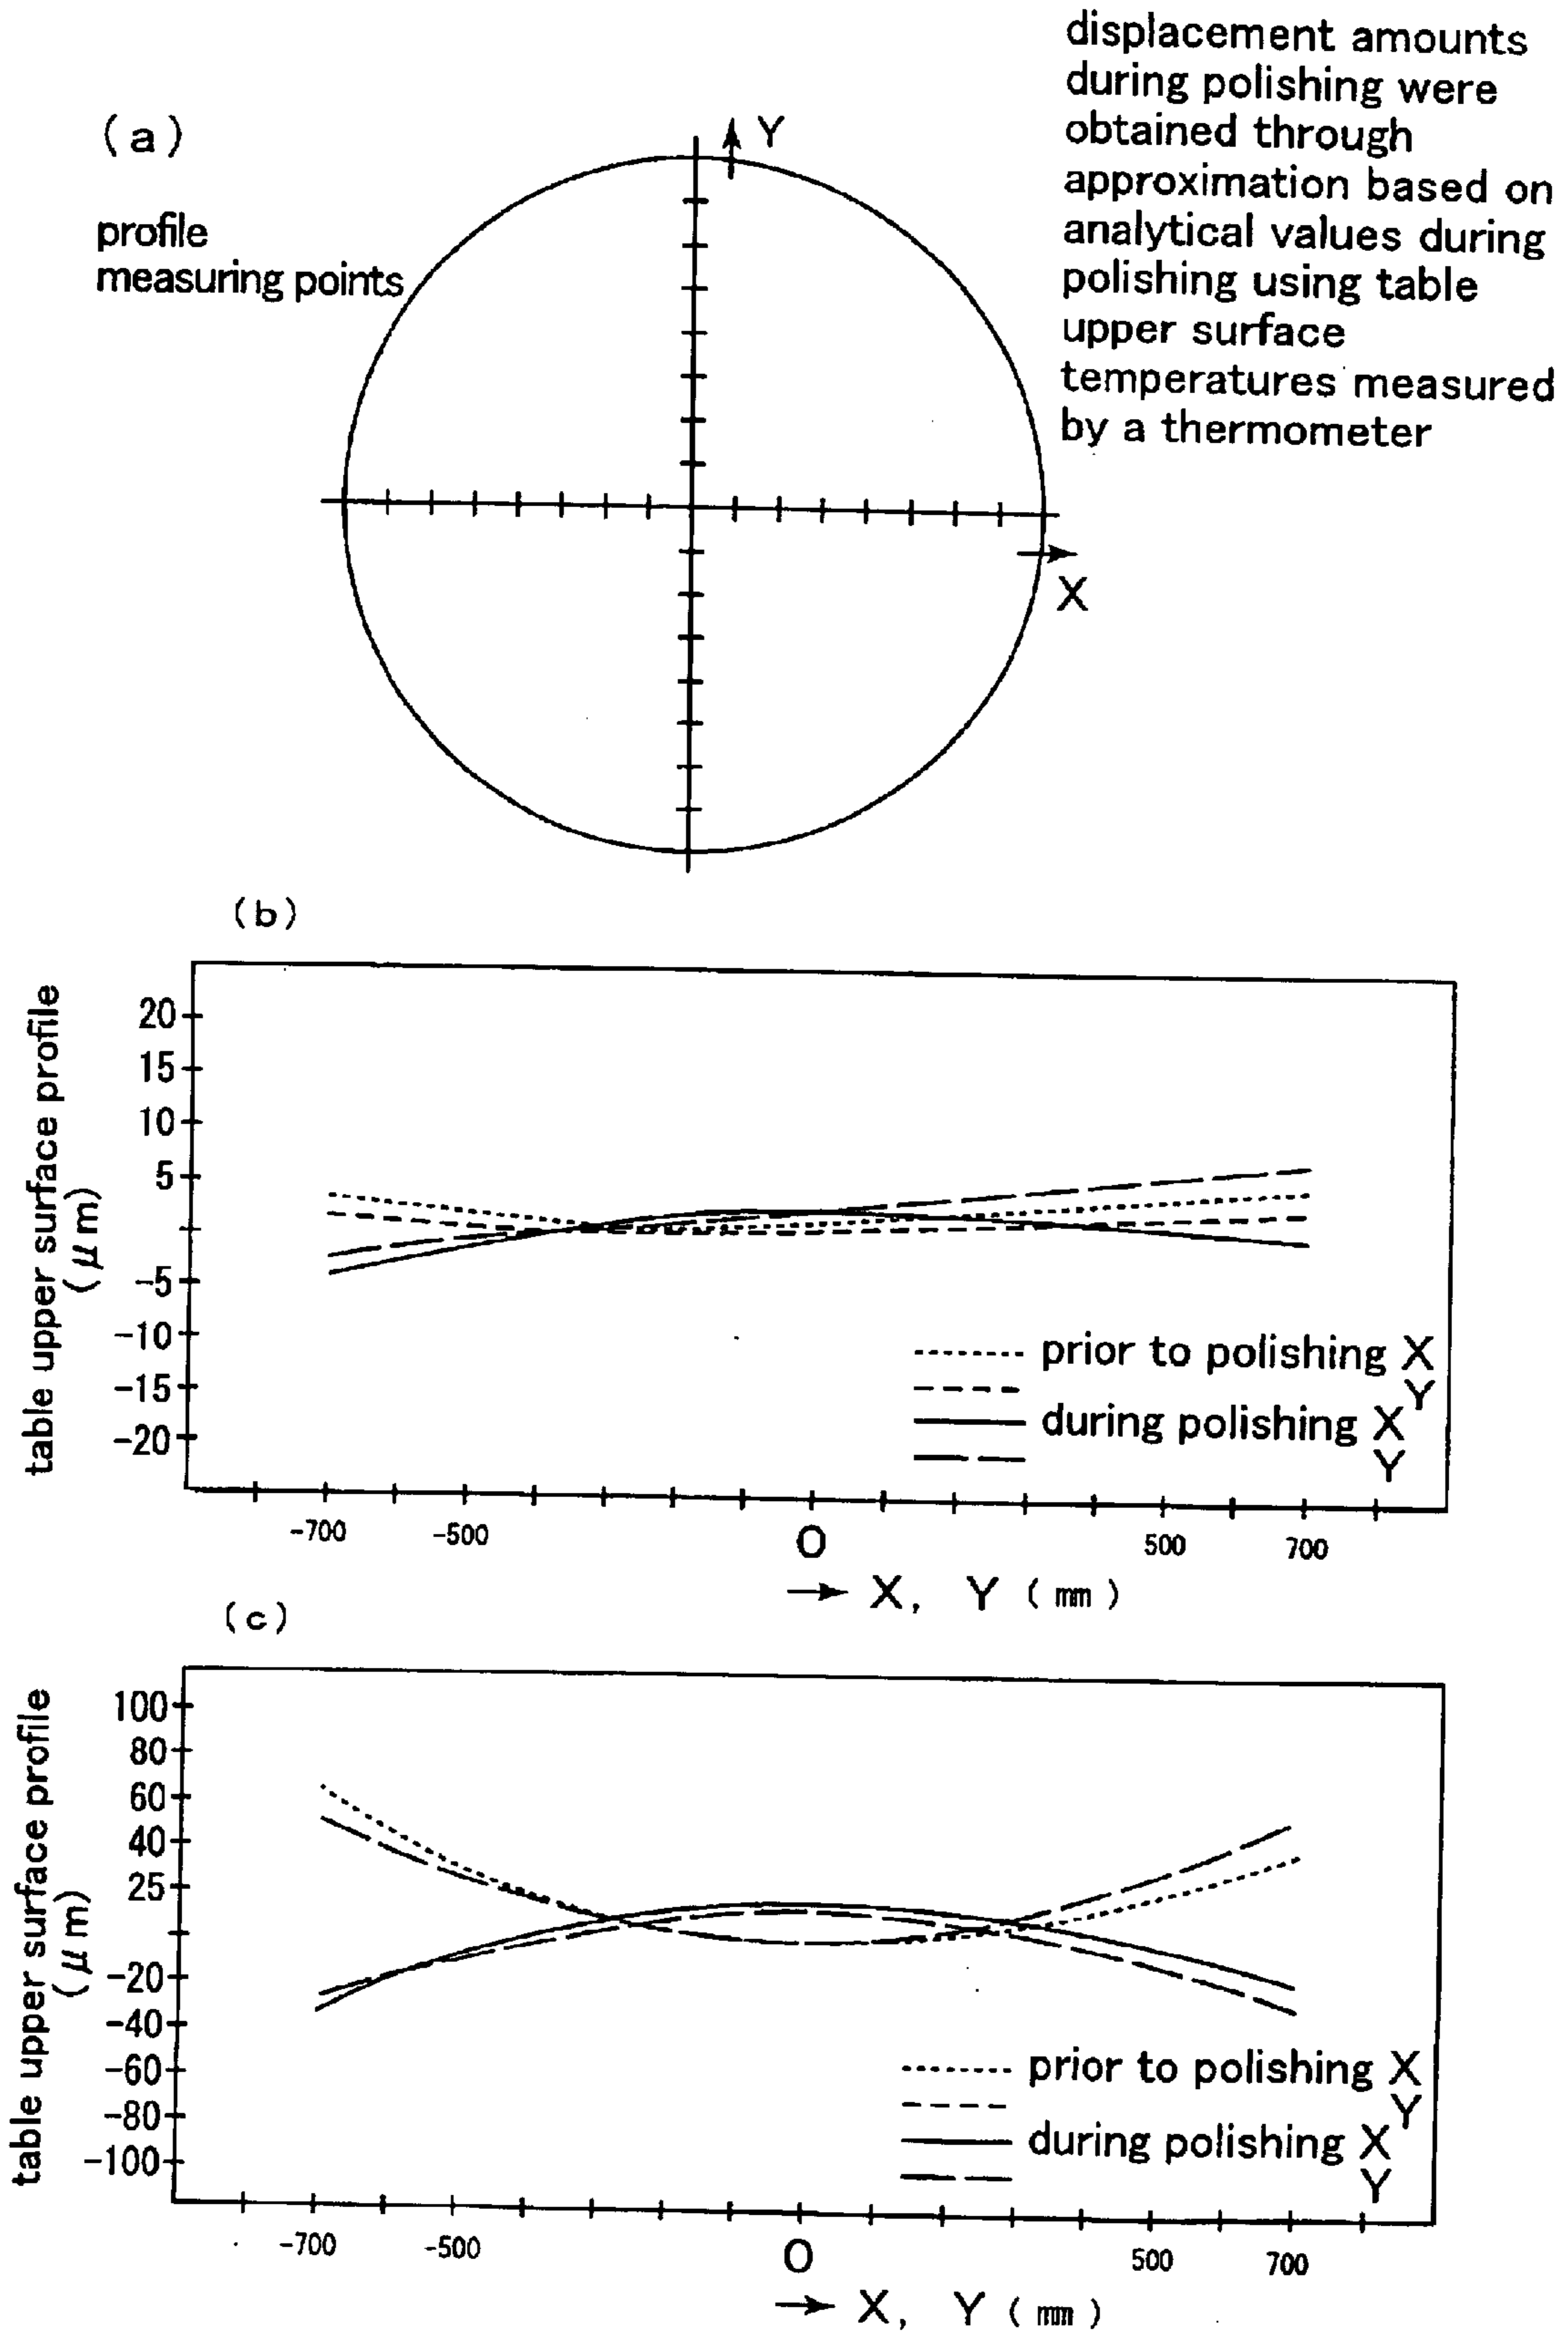 displacement amounts
during polishing were
obtained through
approximation based on
analytical values during
polishing using table
upper surface
temperatures measured
by a thermometer
(a)
profile
measuring points
Y
X
(b)
table upper surface profile
(μm)
20
15
10
5
-5
-10
-15
-20
prior to polishing X
Y
during polishing X
Y
-700 -500 0 500 700
→ X, Y (mm)
(c)
table upper surface profile
(μm)
100
80
60
40
25
-20
-40
-60
-80
-100
prior to polishing X
Y
during polishing X
Y
-700 -500 0 500 700
→ X, Y (mm)